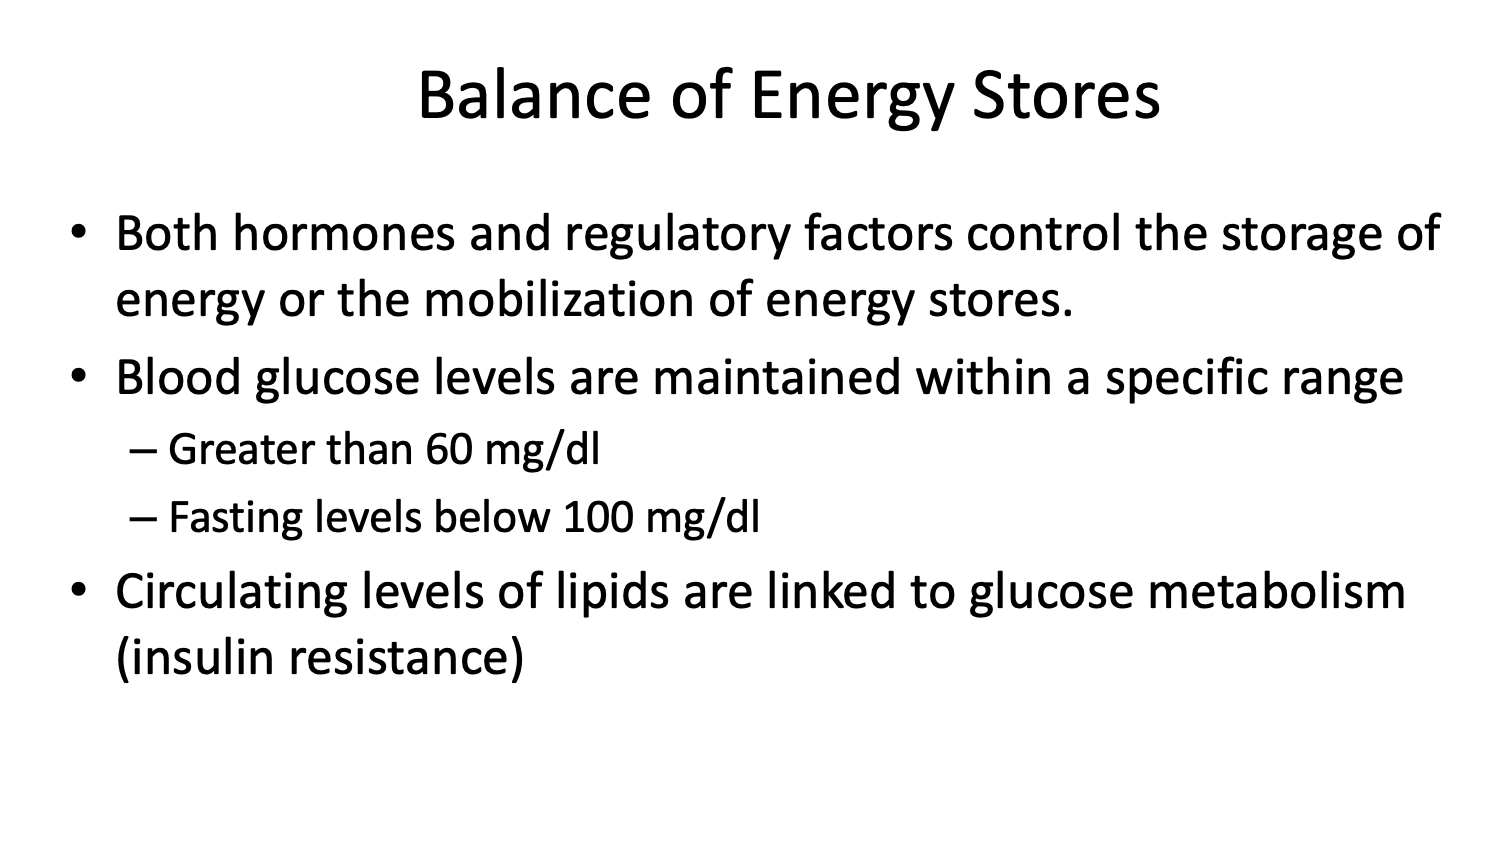 Balance of Energy Stores
• Both hormones and regulatory factors control the storage of
energy or the mobilization of energy stores.
• Blood glucose levels are maintained within a specific range
– Greater than 60 mg/dl
– Fasting levels below 100 mg/dl
• Circulating levels of lipids are linked to glucose metabolism
(insulin resistance)